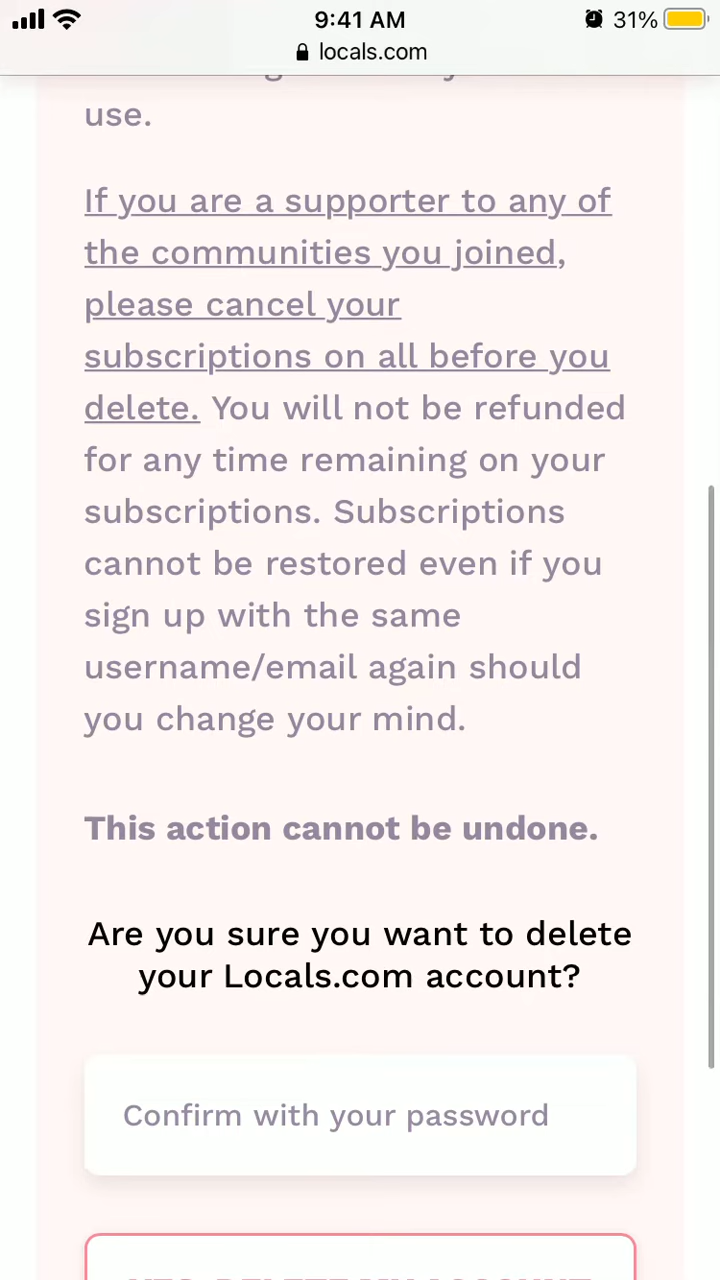 9:41 AM
31%
locals.com
use.
If you are a supporter to any of
the communities you joined,
please cancel your
subscriptions on all before you
delete. You will not be refunded
for any time remaining on your
subscriptions. Subscriptions
cannot be restored even if you
sign up with the same
username/email again should
you change your mind.
This action cannot be undone.
Are you sure you want to delete
your Locals.com account?
Confirm with your password
YES, DELETE MY ACCOUNT